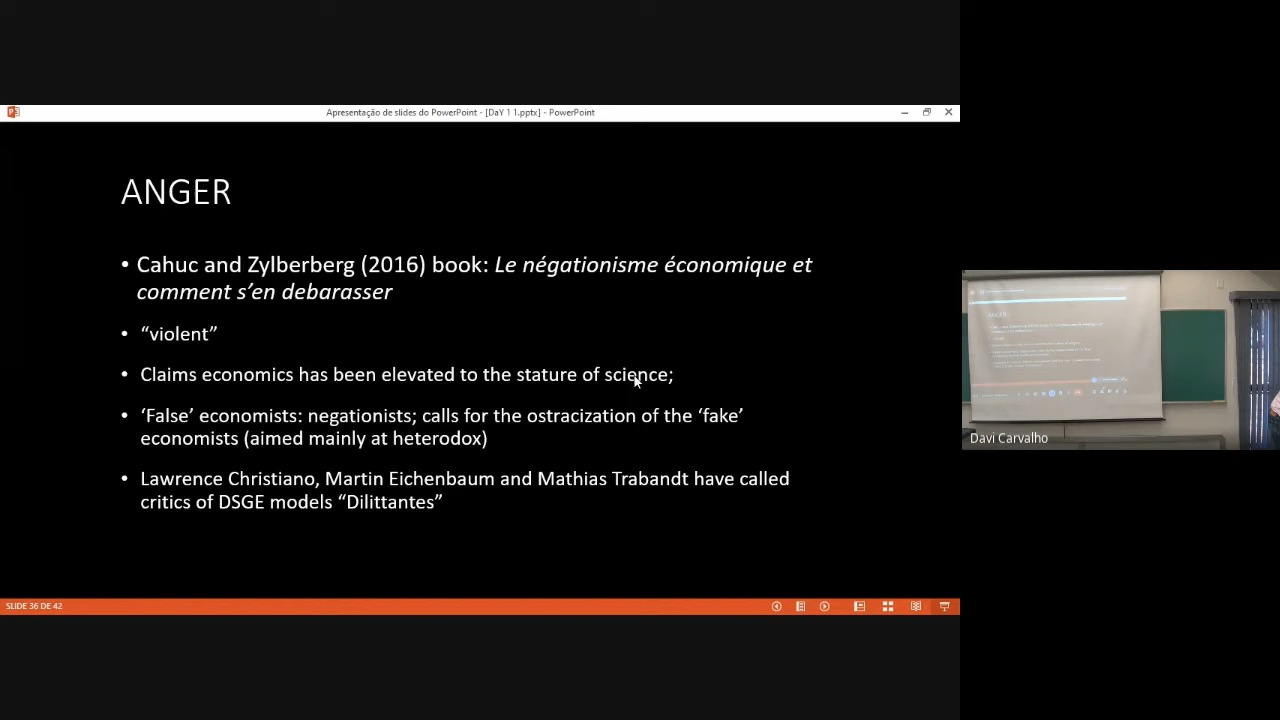 Apresentação de slides do PowerPoint - [DaY 1 1.pptx] - PowerPoint
ANGER
• Cahuc and Zylberberg (2016) book: Le négationisme économique et
comment s’en debarasser
• “violent”
• Claims economics has been elevated to the stature of science;
• ‘False’ economists: negationists; calls for the ostracization of the ‘fake’
economists (aimed mainly at heterodox)
• Lawrence Christiano, Martin Eichenbaum and Mathias Trabandt have called
critics of DSGE models “Dilittantes”
SLIDE 36 DE 42
Davi Carvalho